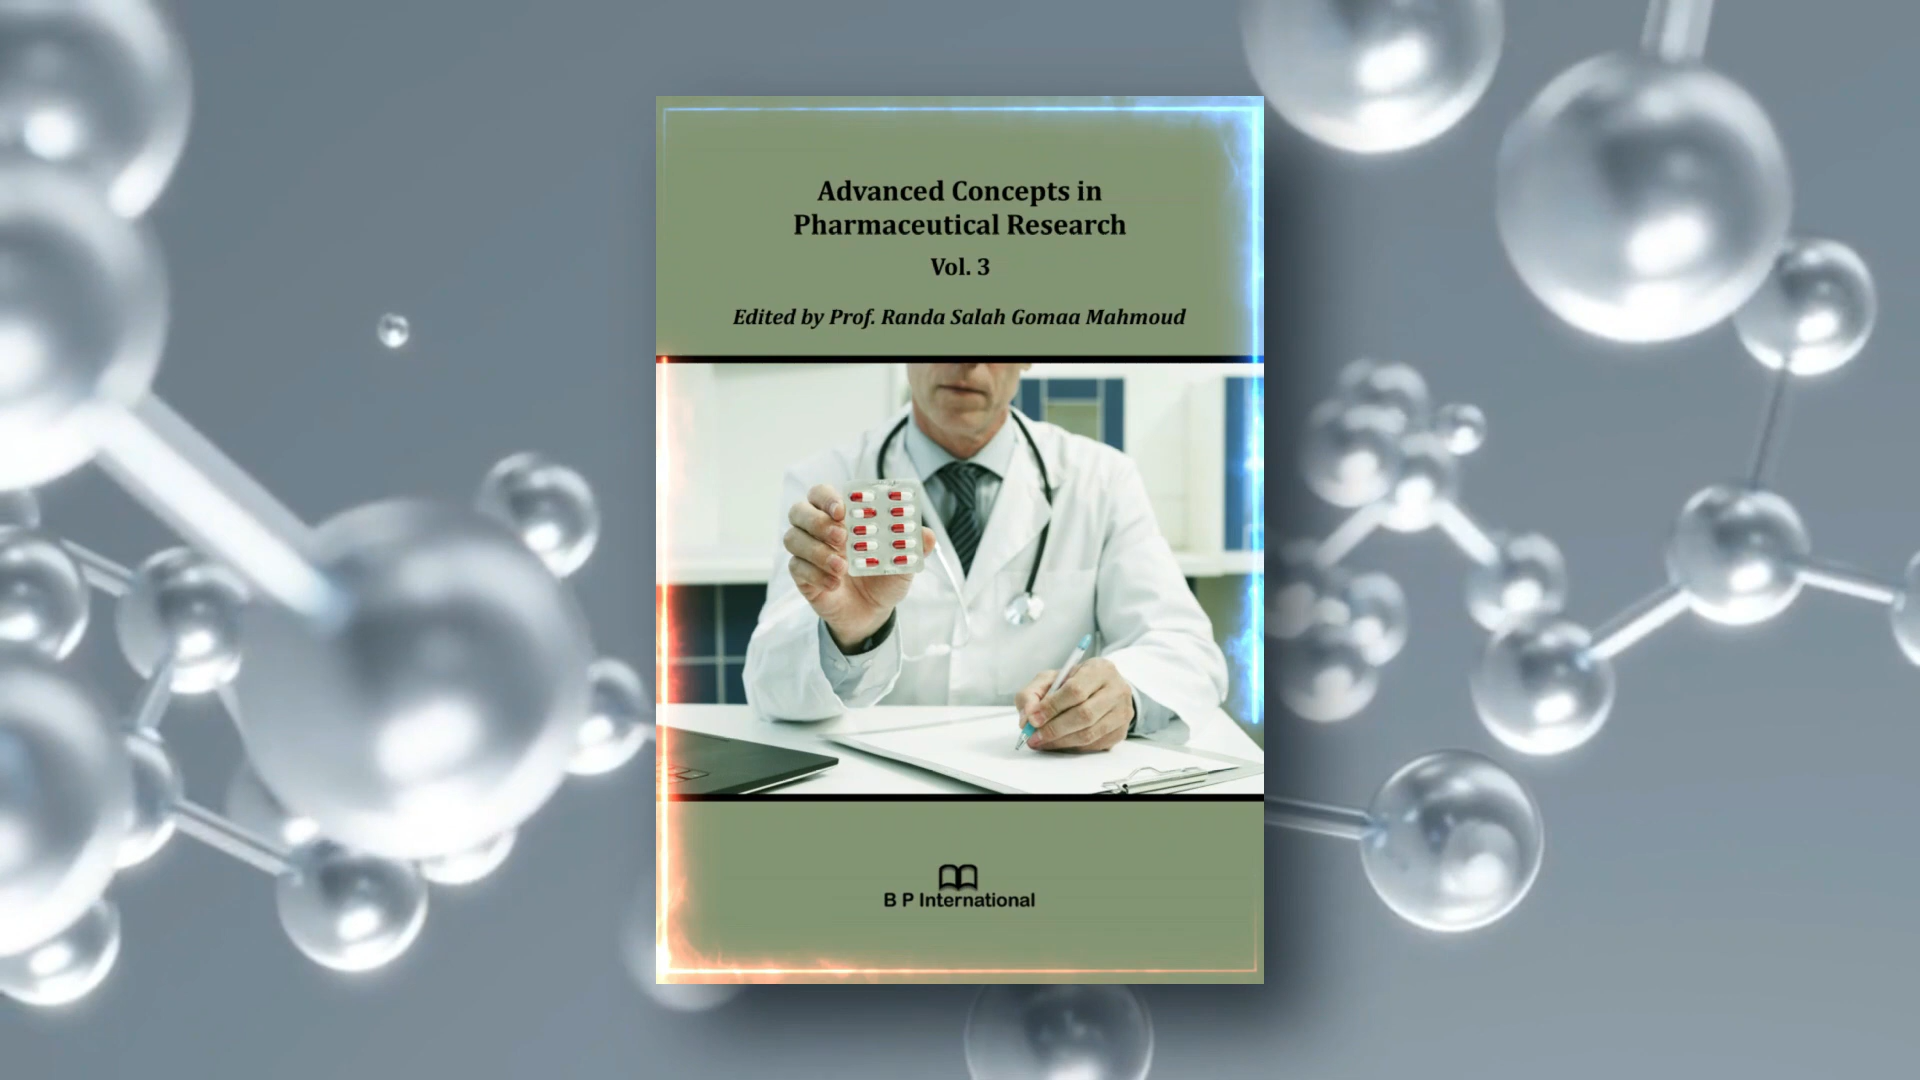 Advanced Concepts in
Pharmaceutical Research
Vol. 3
Edited by Prof. Randa Salah Gomaa Mahmoud
B P International